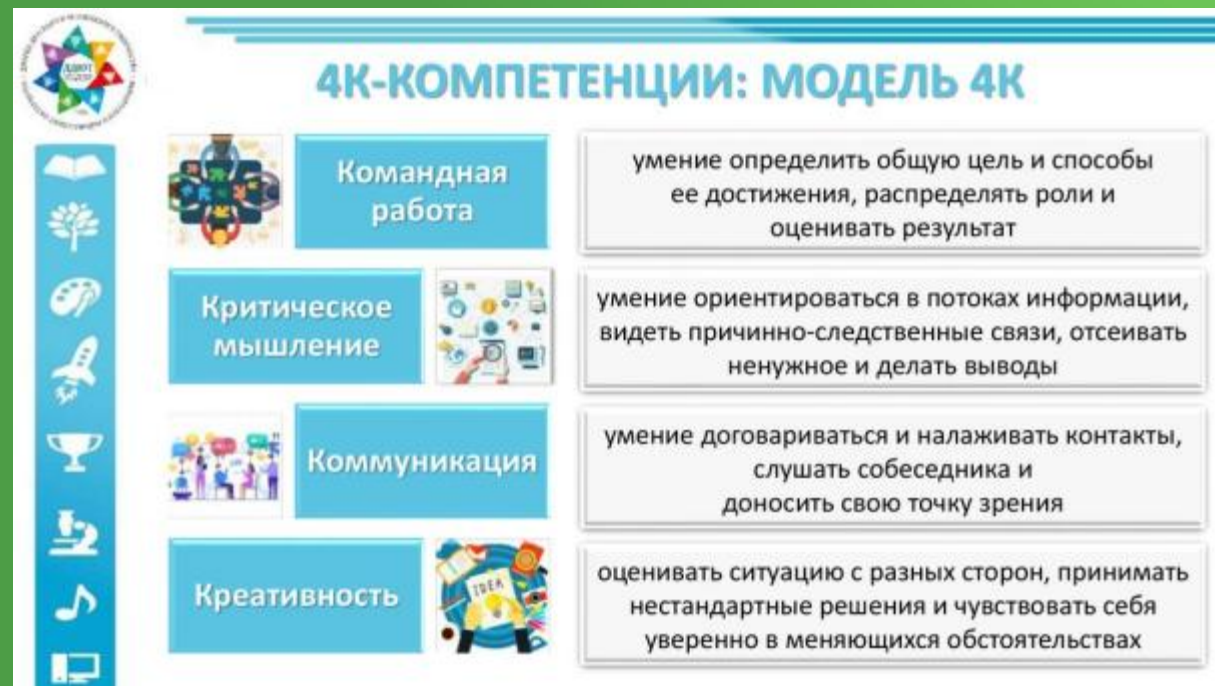 4К-КОМПЕТЕНЦИИ: МОДЕЛЬ 4К
Командная
работа
умение определить общую цель и способы
ее достижения, распределять роли и
оценивать результат
Критическое
мышление
умение ориентироваться в потоках информации,
видеть причинно-следственные связи, отсеивать
ненужное и делать выводы
Коммуникация
умение договариваться и налаживать контакты,
слушать собеседника и
доносить свою точку зрения
Креативность
IDEA
оценивать ситуацию с разных сторон, принимать
нестандартные решения и чувствовать себя
уверенно в меняющихся обстоятельствах